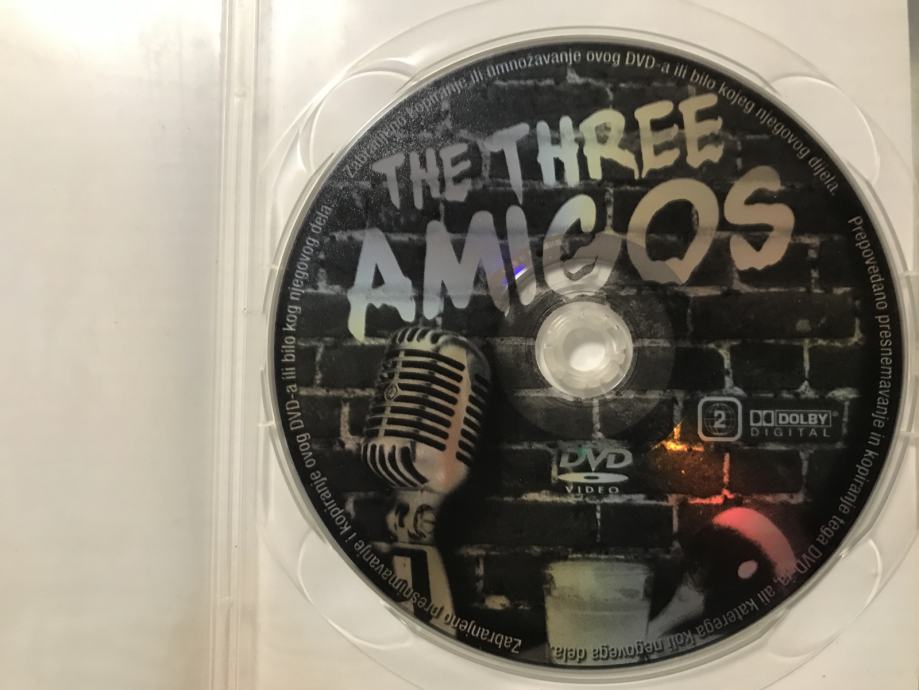 THE THREE
AMIGOS
2
DOLBY
DIGITAL
DVD
VIDEO
Zabranjeno kopiranje ili umnožavanje ovog DVD-a ili bilo kojeg njegovog dijela.
Prepovedano presnemavanje in kopiranje tega DVD-ja, ali katerega koli negovega dela.
Zabranjeno presnimavanje i kopiranje ovog DVD-a ili bilo kog njegovog dela.